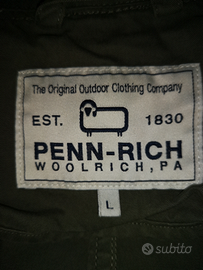 The Original Outdoor Clothing Company
EST. 1830
PENN-RICH
WOOLRICH, PA
L
subito